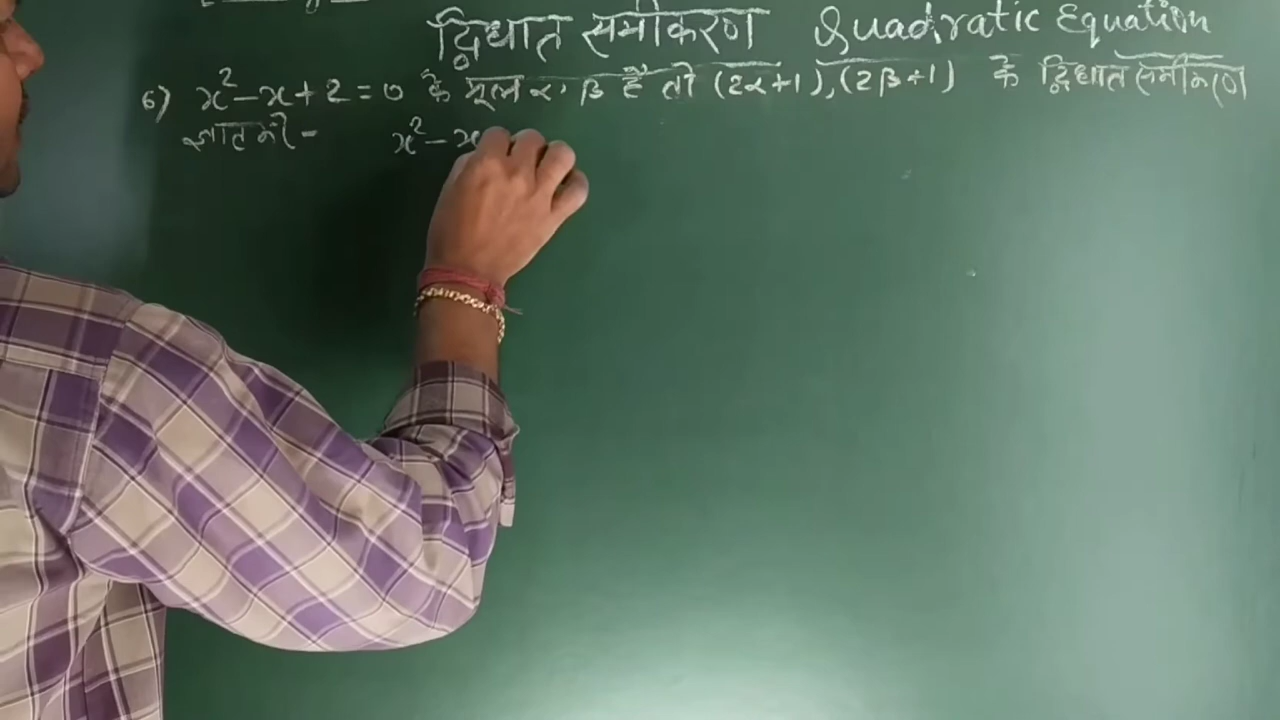 द्विघात समीकरण Quadratic Equation
6) x²-x+2=0 के मूल α, β हैं तो (2α+1),(2β+1) के द्विघात समीकरण
ज्ञात करें- x²-x